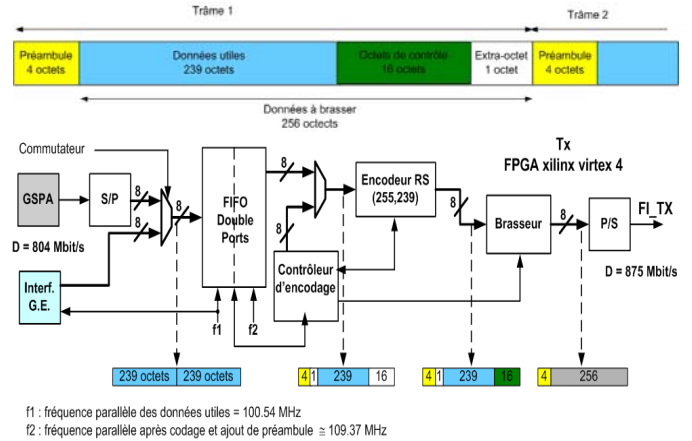 Trâme 1
Trâme 2
Préambule
4 octets
Données utiles
239 octets
Octets de contrôle
16 octets
Extra-octet
1 octet
Préambule
4 octets
Données à brasser
256 octects
Commutateur
Tx
FPGA xilinx virtex 4
GSPA
S/P
8
8
8
FIFO
Double
Ports
8
8
Encodeur RS
(255,239)
8
Brasseur
8
P/S
FI_TX
D = 804 Mbit/s
D = 875 Mbit/s
Interf.
G.E.
Contrôleur
d'encodage
f1
f2
239 octets
239 octets
4
1
239
16
4
1
239
16
4
256
f1 : fréquence parallèle des données utiles = 100.54 MHz
f2 : fréquence parallèle après codage et ajout de préambule ≅ 109.37 MHz